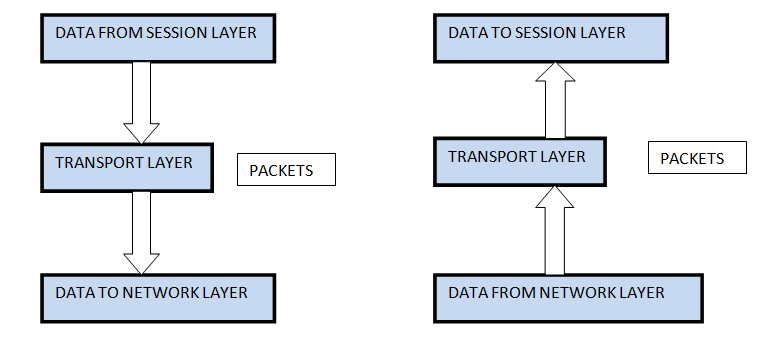 DATA FROM SESSION LAYER
TRANSPORT LAYER
PACKETS
DATA TO NETWORK LAYER
DATA TO SESSION LAYER
TRANSPORT LAYER
PACKETS
DATA FROM NETWORK LAYER